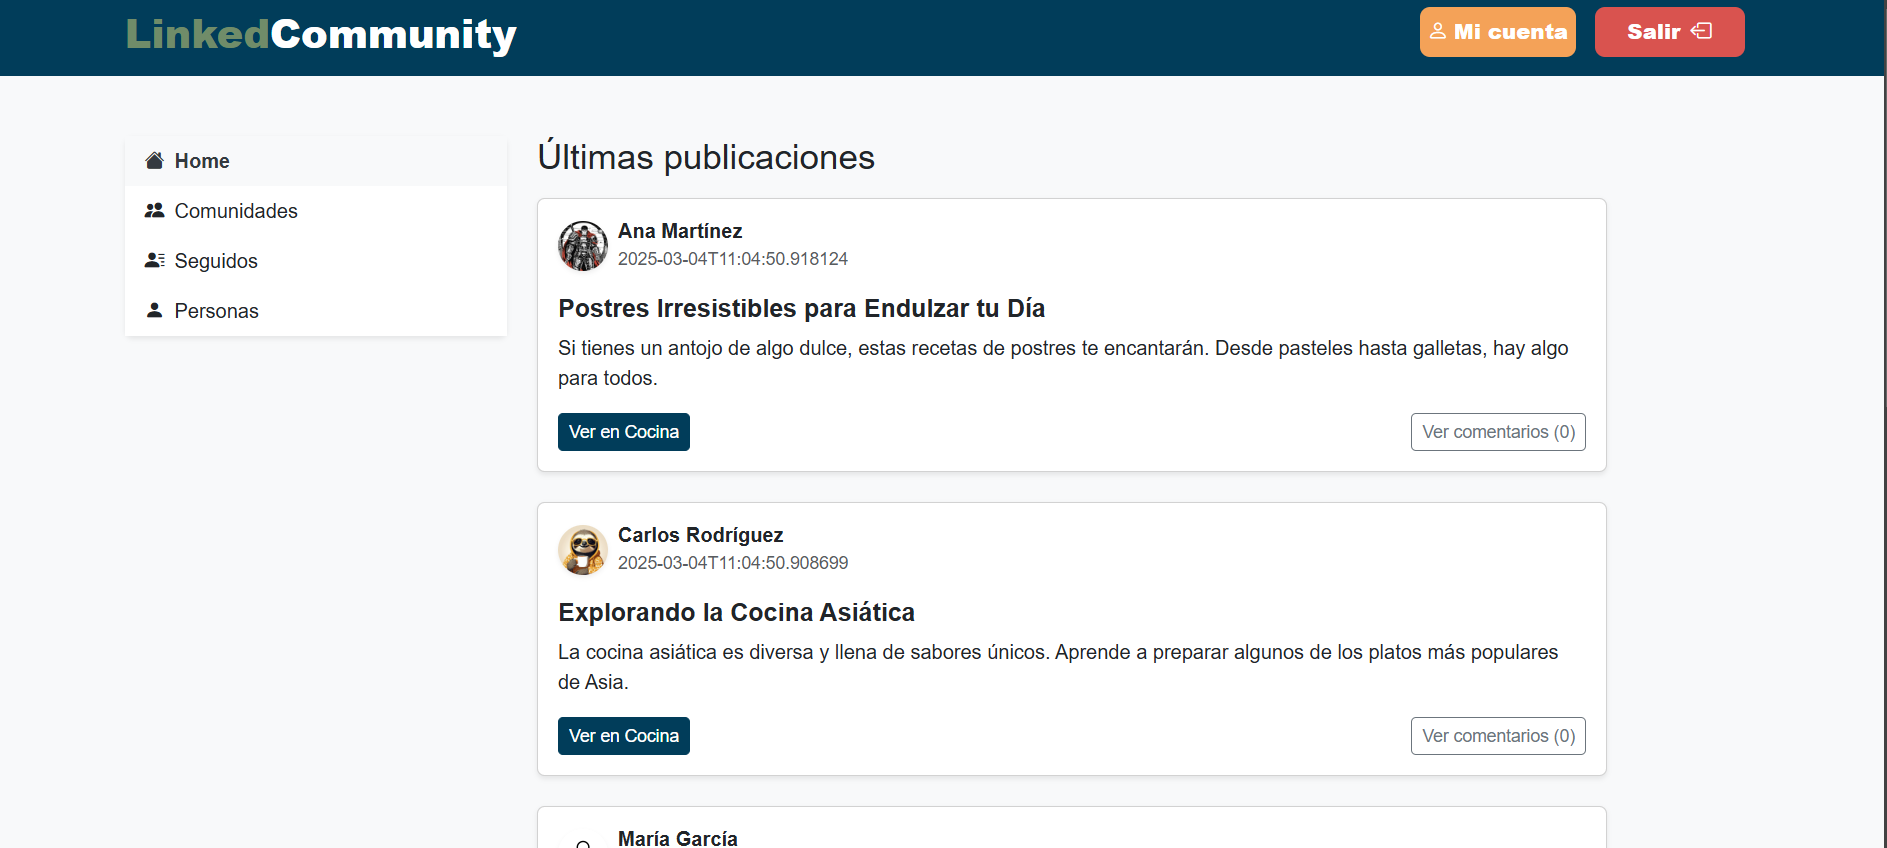 LinkedCommunity
Mi cuenta
Salir
Home
Comunidades
Seguidos
Personas
Últimas publicaciones
Ana Martínez
2025-03-04T11:04:50.918124
Postres Irresistibles para Endulzar tu Día
Si tienes un antojo de algo dulce, estas recetas de postres te encantarán. Desde pasteles hasta galletas, hay algo
para todos.
Ver en Cocina
Ver comentarios (0)
Carlos Rodríguez
2025-03-04T11:04:50.908699
Explorando la Cocina Asiática
La cocina asiática es diversa y llena de sabores únicos. Aprende a preparar algunos de los platos más populares
de Asia.
Ver en Cocina
Ver comentarios (0)
María García